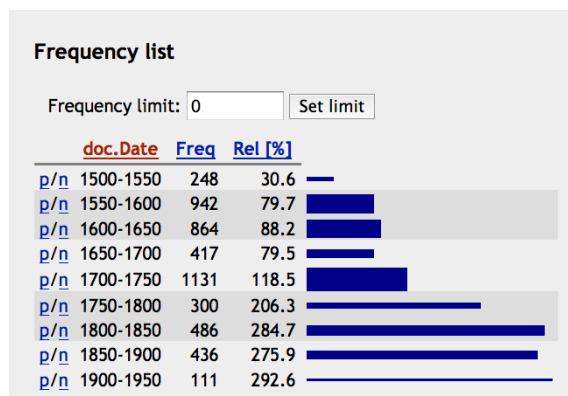 Frequency list
Frequency limit: 0 Set limit
doc.Date Freq Rel [%]
p/n 1500-1550 248 30.6
p/n 1550-1600 942 79.7
p/n 1600-1650 864 88.2
p/n 1650-1700 417 79.5
p/n 1700-1750 1131 118.5
p/n 1750-1800 300 206.3
p/n 1800-1850 486 284.7
p/n 1850-1900 436 275.9
p/n 1900-1950 111 292.6